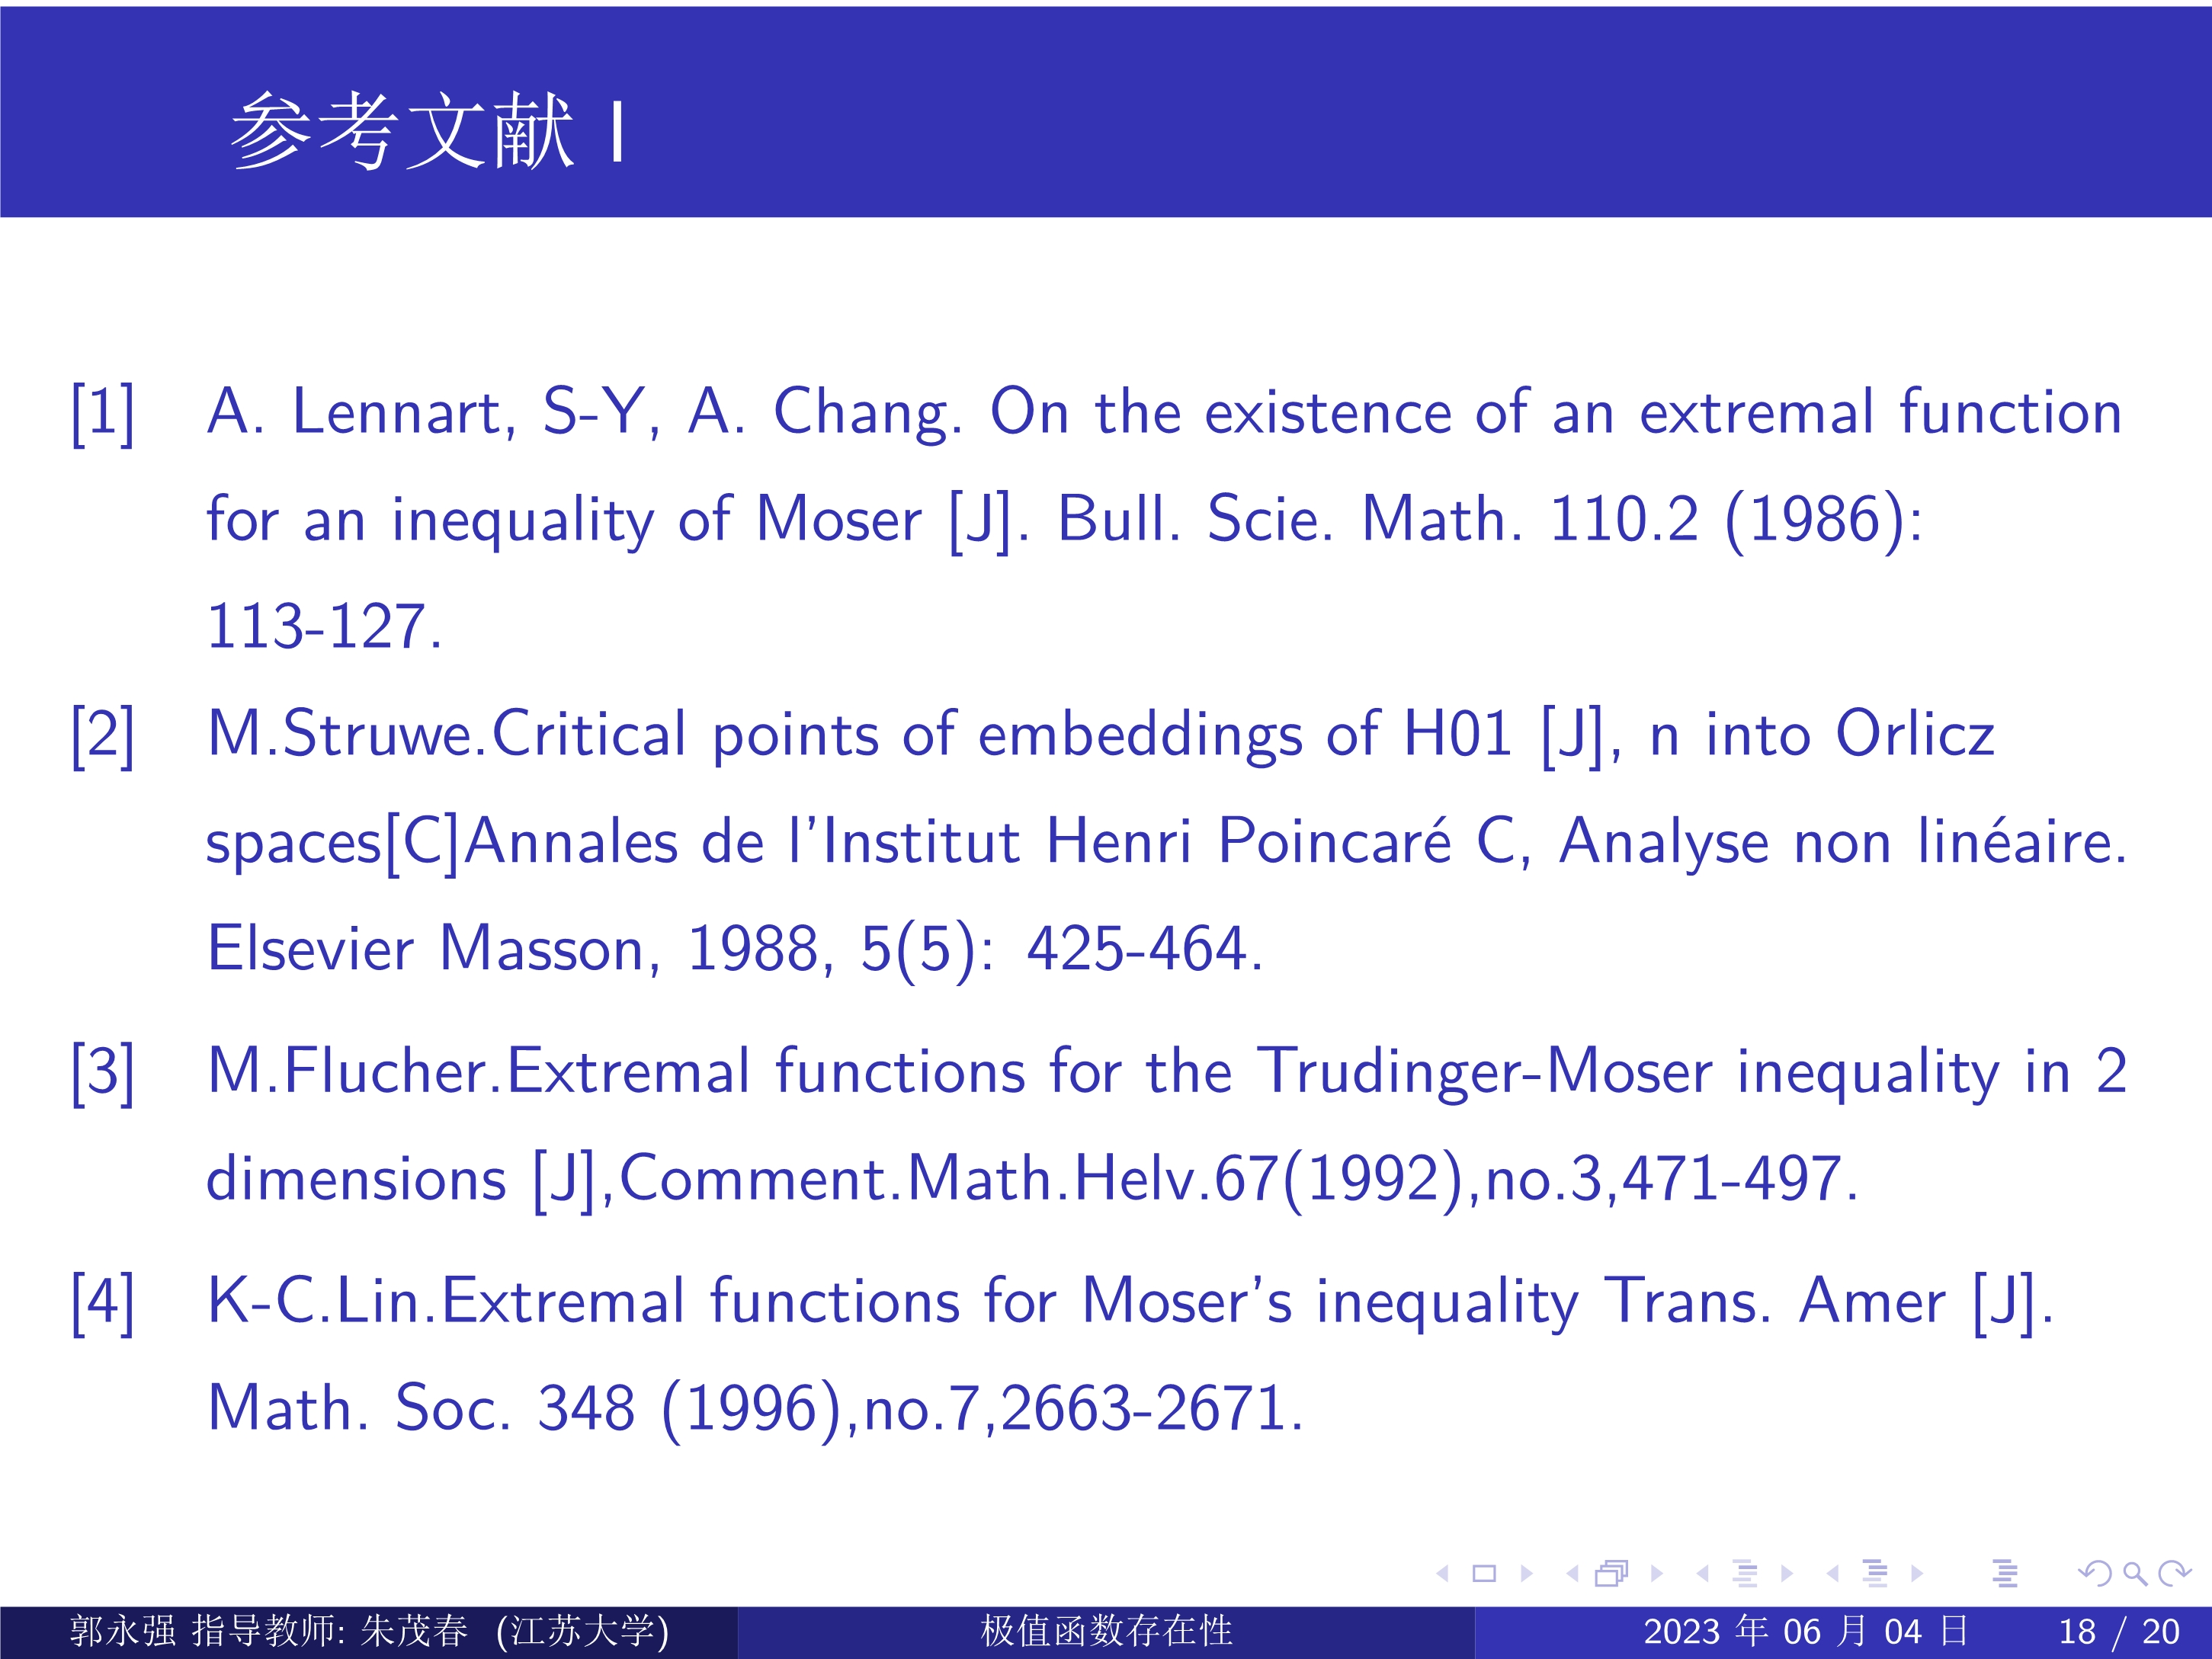 参考文献 I
[1] A. Lennart, S-Y, A. Chang. On the existence of an extremal function
for an inequality of Moser [J]. Bull. Scie. Math. 110.2 (1986):
113-127.
[2] M.Struwe.Critical points of embeddings of H01 [J], n into Orlicz
spaces[C]Annales de l'Institut Henri Poincaré C, Analyse non linéaire.
Elsevier Masson, 1988, 5(5): 425-464.
[3] M.Flucher.Extremal functions for the Trudinger-Moser inequality in 2
dimensions [J],Comment.Math.Helv.67(1992),no.3,471-497.
[4] K-C.Lin.Extremal functions for Moser's inequality Trans. Amer [J].
Math. Soc. 348 (1996),no.7,2663-2671.
郭永强 指导教师: 朱茂春 (江苏大学) 极值函数存在性 2023 年 06 月 04 日 18 / 20